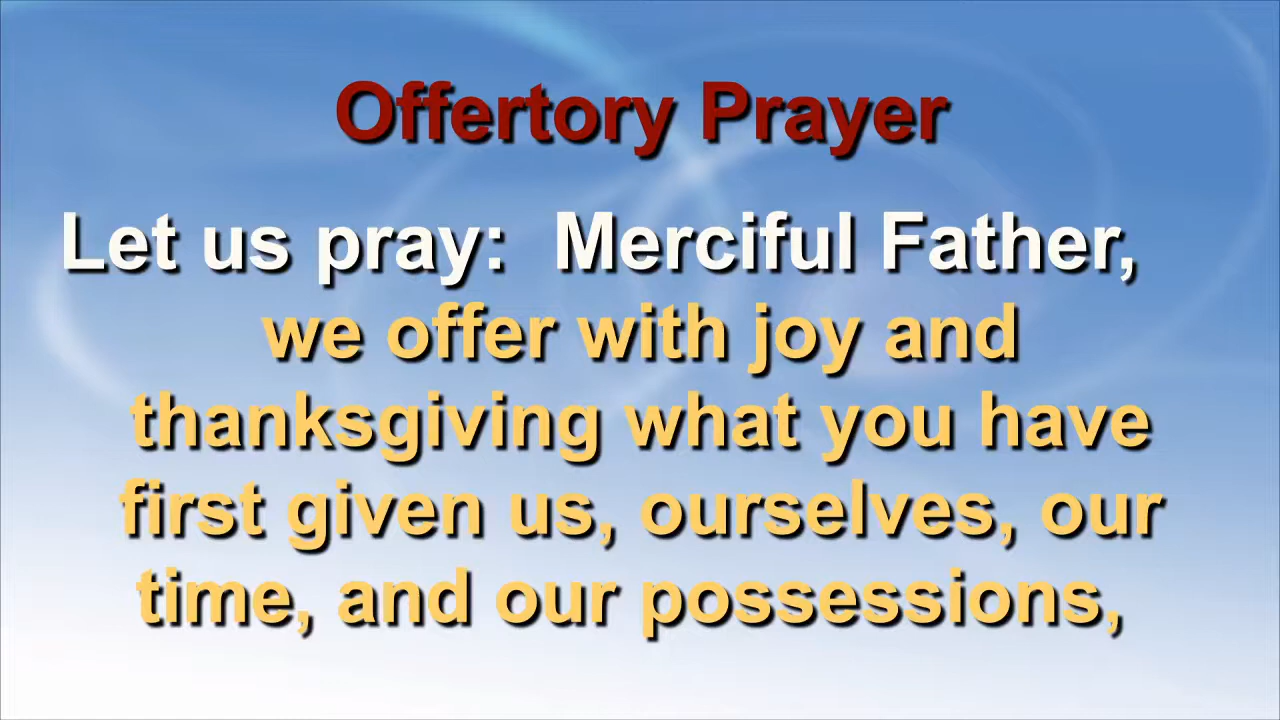 Offertory Prayer
Let us pray:  Merciful Father,
we offer with joy and
thanksgiving what you have
first given us, ourselves, our
time, and our possessions,